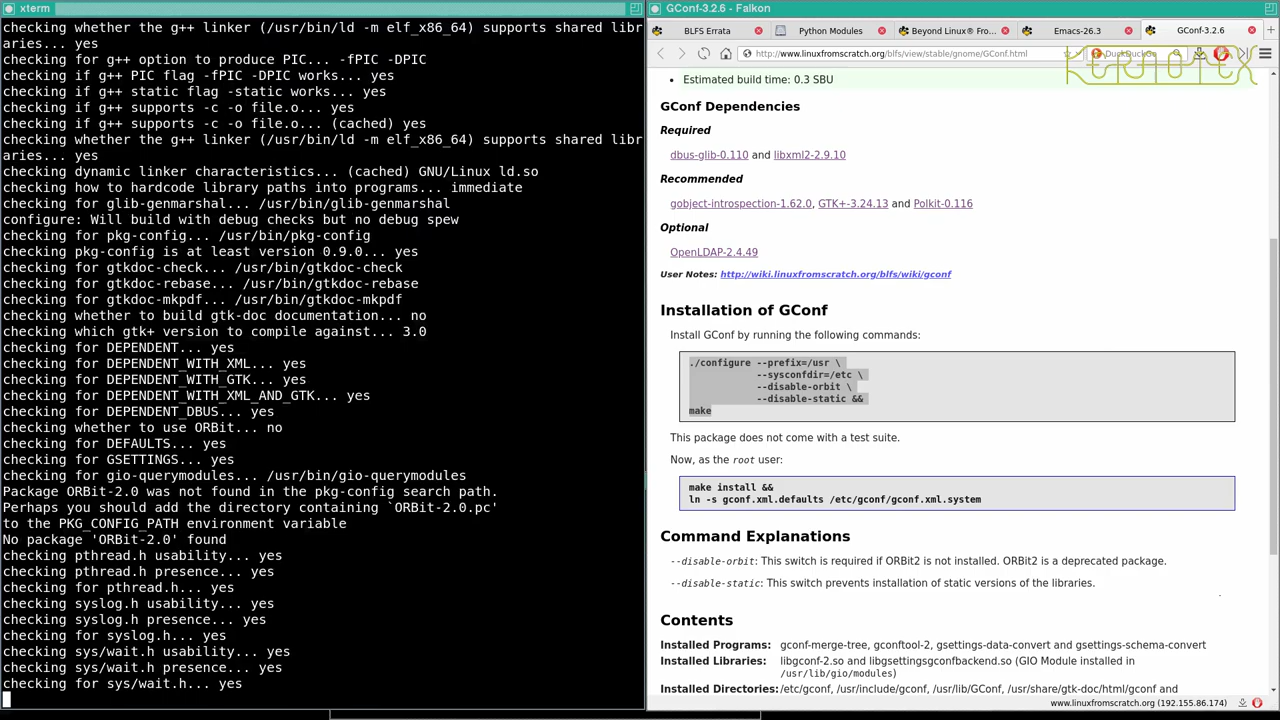 xterm
checking whether the g++ linker (/usr/bin/ld -m elf_x86_64) supports shared libr
aries... yes
checking for g++ option to produce PIC... -fPIC -DPIC
checking if g++ PIC flag -fPIC -DPIC works... yes
checking if g++ static flag -static works... yes
checking if g++ supports -c -o file.o... yes
checking if g++ supports -c -o file.o... (cached) yes
checking whether the g++ linker (/usr/bin/ld -m elf_x86_64) supports shared libr
aries... yes
checking dynamic linker characteristics... (cached) GNU/Linux ld.so
checking how to hardcode library paths into programs... immediate
checking for glib-genmarshal... /usr/bin/glib-genmarshal
configure: Will build with debug checks but no debug spew
checking for pkg-config... /usr/bin/pkg-config
checking pkg-config is at least version 0.9.0... yes
checking for gtkdoc-check... /usr/bin/gtkdoc-check
checking for gtkdoc-rebase... /usr/bin/gtkdoc-rebase
checking for gtkdoc-mkpdf... /usr/bin/gtkdoc-mkpdf
checking whether to build gtk-doc documentation... no
checking which gtk+ version to compile against... 3.0
checking for DEPENDENT... yes
checking for DEPENDENT_WITH_XML... yes
checking for DEPENDENT_WITH_GTK... yes
checking for DEPENDENT_WITH_XML_AND_GTK... yes
checking for DEPENDENT_DBUS... yes
checking whether to use ORBit... no
checking for DEFAULTS... yes
checking for GSETTINGS... yes
checking for gio-querymodules... /usr/bin/gio-querymodules
Package ORBit-2.0 was not found in the pkg-config search path.
Perhaps you should add the directory containing `ORBit-2.0.pc'
to the PKG_CONFIG_PATH environment variable
No package 'ORBit-2.0' found
checking pthread.h usability... yes
checking pthread.h presence... yes
checking for pthread.h... yes
checking syslog.h usability... yes
checking syslog.h presence... yes
checking for syslog.h... yes
checking sys/wait.h usability... yes
checking sys/wait.h presence... yes
checking for sys/wait.h... yes
GConf-3.2.6 - Falkon
BLFS Errata
Python Modules
Beyond Linux® Fro...
Emacs-26.3
GConf-3.2.6
http://www.linuxfromscratch.org/blfs/view/stable/gnome/GConf.html
DuckDuckGo
KERNOTEX
Estimated build time: 0.3 SBU
GConf Dependencies
Required
dbus-glib-0.110 and libxml2-2.9.10
Recommended
gobject-introspection-1.62.0, GTK+-3.24.13 and Polkit-0.116
Optional
OpenLDAP-2.4.49
User Notes: http://wiki.linuxfromscratch.org/blfs/wiki/gconf
Installation of GConf
Install GConf by running the following commands:
./configure --prefix=/usr \
--sysconfdir=/etc \
--disable-orbit \
--disable-static &&
make
This package does not come with a test suite.
Now, as the root user:
make install &&
ln -s gconf.xml.defaults /etc/gconf/gconf.xml.system
Command Explanations
--disable-orbit: This switch is required if ORBit2 is not installed. ORBit2 is a deprecated package.
--disable-static: This switch prevents installation of static versions of the libraries.
Contents
Installed Programs: gconf-merge-tree, gconftool-2, gsettings-data-convert and gsettings-schema-convert
Installed Libraries: libgconf-2.so and libgsettingsgconfbackend.so (GIO Module installed in
/usr/lib/gio/modules)
Installed Directories: /etc/gconf, /usr/include/gconf, /usr/lib/GConf, /usr/share/gtk-doc/html/gconf and
www.linuxfromscratch.org (192.155.86.174)